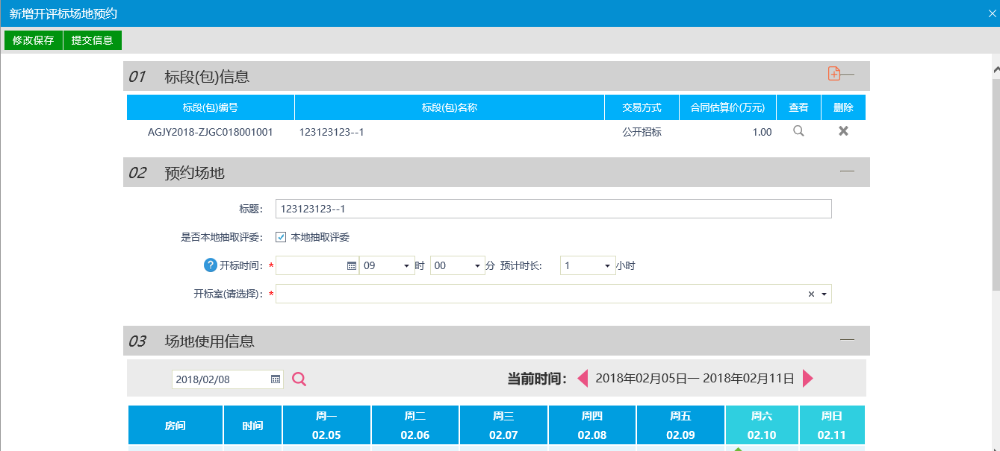 新增开评标场地预约
修改保存 提交信息
01 标段(包)信息
标段(包)编号 标段(包)名称 交易方式 合同估算价(万元) 查看 删除
AGJY2018-ZJGC018001001 123123123--1 公开招标 1.00
02 预约场地
标题: 123123123--1
是否本地抽取评委: 本地抽取评委
开标时间: * 09 时 00 分 预计时长: 1 小时
开标室(请选择): *
03 场地使用信息
2018/02/08 当前时间: 2018年02月05日一 2018年02月11日
房间 时间 周一 周二 周三 周四 周五 周六 周日
02.05 02.06 02.07 02.08 02.09 02.10 02.11